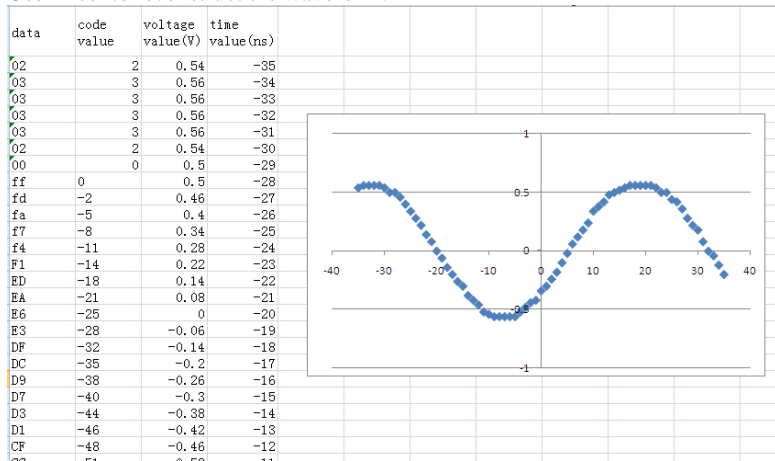 data code value voltage value(V) time value(ns)
02 2 0.54 -35
03 3 0.56 -34
03 3 0.56 -33
03 3 0.56 -32
03 3 0.56 -31
02 2 0.54 -30
00 0 0.5 -29
ff 0 0.5 -28
fd -2 0.46 -27
fa -5 0.4 -26
f7 -8 0.34 -25
f4 -11 0.28 -24
F1 -14 0.22 -23
ED -18 0.14 -22
EA -21 0.08 -21
E6 -25 0 -20
E3 -28 -0.06 -19
DF -32 -0.14 -18
DC -35 -0.2 -17
D9 -38 -0.26 -16
D7 -40 -0.3 -15
D3 -44 -0.38 -14
D1 -46 -0.42 -13
CF -48 -0.46 -12
1
0.5
0
-40 -30 -20 -10 0 10 20 30 40
-0.5
-1